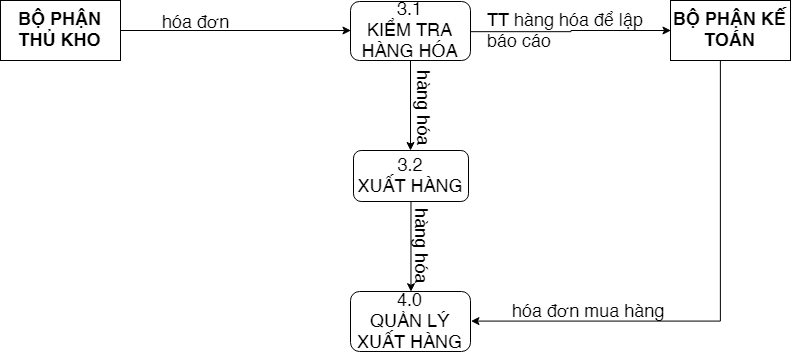 BỘ PHẬN
THỦ KHO
hóa đơn
3.1
KIỂM TRA
HÀNG HÓA
TT hàng hóa để lập
báo cáo
BỘ PHẬN KẾ
TOÁN
hàng hóa
3.2
XUẤT HÀNG
hàng hóa
4.0
QUẢN LÝ
XUẤT HÀNG
hóa đơn mua hàng